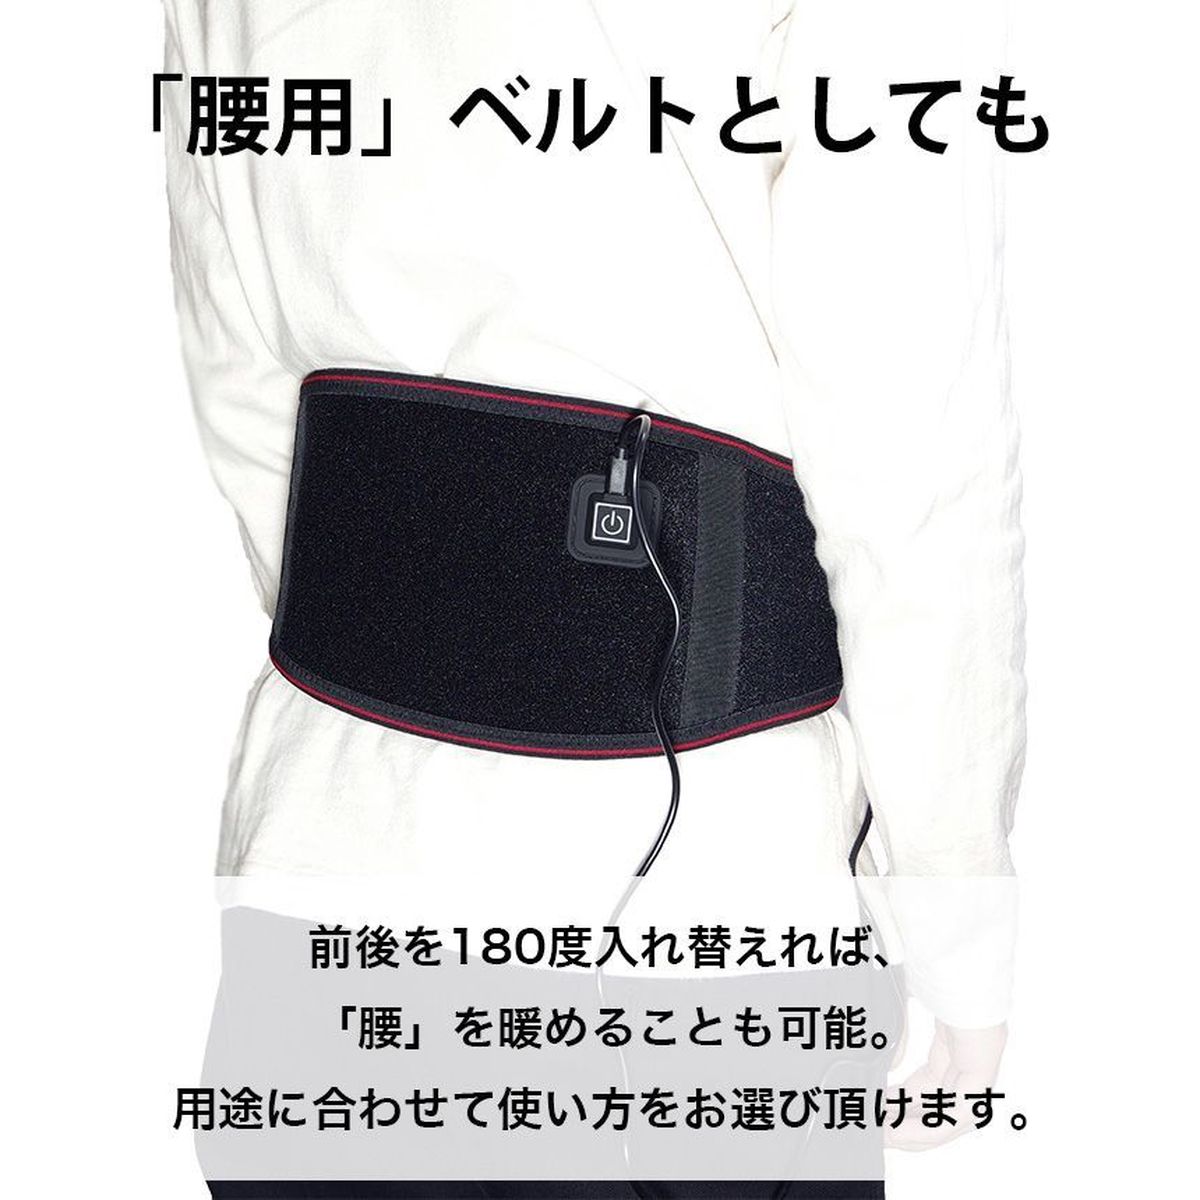 「腰用」ベルトとしても
前後を180度入れ替えれば、
「腰」を暖めることも可能。
用途に合わせて使い方をお選び頂けます。